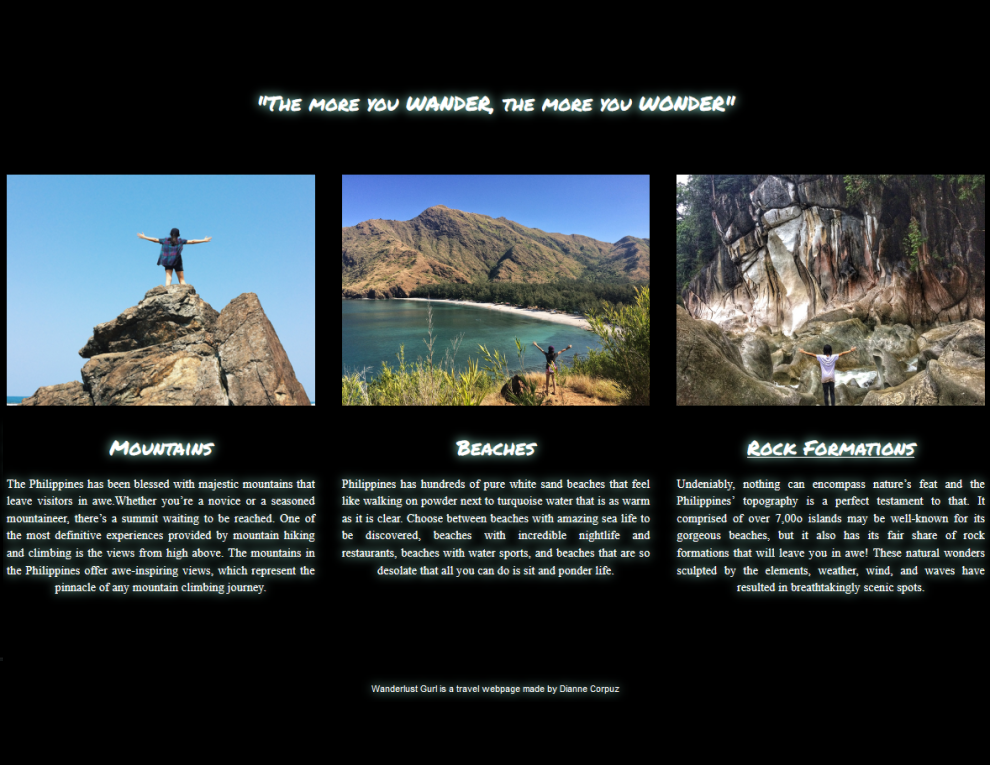 "The more you WANDER, the more you WONDER"
Mountains
The Philippines has been blessed with majestic mountains that
leave visitors in awe.Whether you’re a novice or a seasoned
mountaineer, there’s a summit waiting to be reached. One of
the most definitive experiences provided by mountain hiking
and climbing is the views from high above. The mountains in
the Philippines offer awe-inspiring views, which represent the
pinnacle of any mountain climbing journey.
Beaches
Philippines has hundreds of pure white sand beaches that feel
like walking on powder next to turquoise water that is as warm
as it is clear. Choose between beaches with amazing sea life to
be discovered, beaches with incredible nightlife and
restaurants, beaches with water sports, and beaches that are so
desolate that all you can do is sit and ponder life.
Rock Formations
Undeniably, nothing can encompass nature’s feat and the
Philippines’ topography is a perfect testament to that. It
comprised of over 7,00o islands may be well-known for its
gorgeous beaches, but it also has its fair share of rock
formations that will leave you in awe! These natural wonders
sculpted by the elements, weather, wind, and waves have
resulted in breathtakingly scenic spots.
Wanderlust Gurl is a travel webpage made by Dianne Corpuz